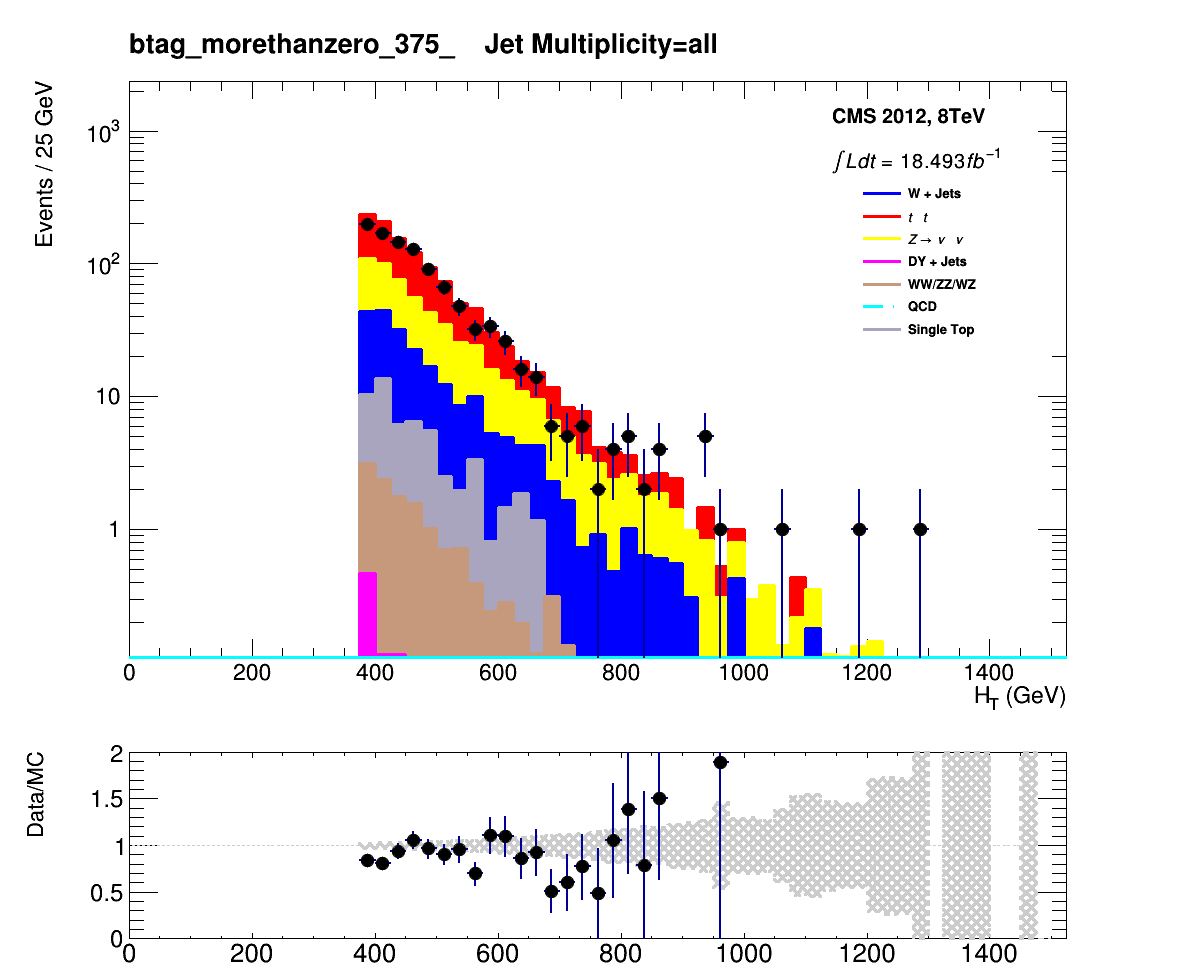 btag_morethanzero_375_ Jet Multiplicity=all
Events / 25 GeV
10³
10²
10
1
CMS 2012, 8TeV
∫Ldt = 18.493fb⁻¹
W + Jets
t t
Z→ ν ν
DY + Jets
WW/ZZ/WZ
QCD
Single Top
0 200 400 600 800 1000 1200 1400
H_T (GeV)
Data/MC
2
1.5
1
0.5
0
0 200 400 600 800 1000 1200 1400